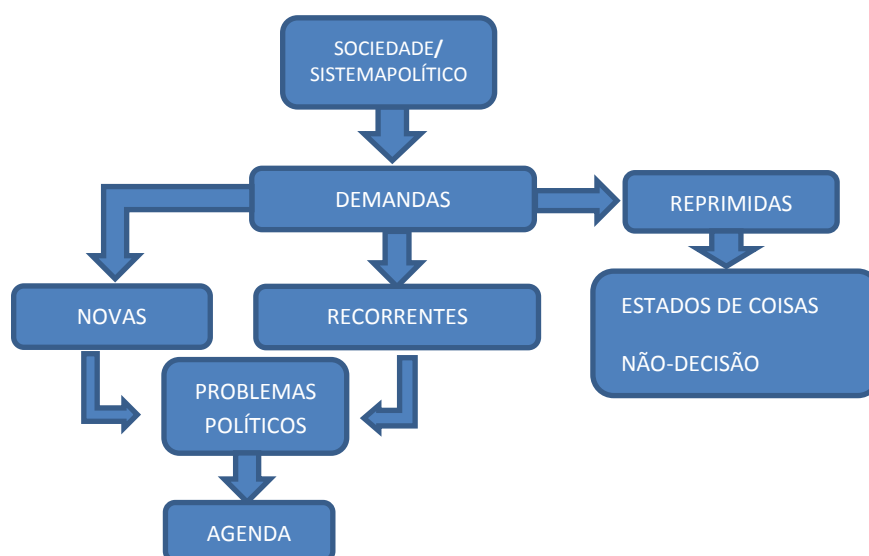 SOCIEDADE/
SISTEMAPOLÍTICO
DEMANDAS
REPRIMIDAS
NOVAS
RECORRENTES
ESTADOS DE COISAS
NÃO-DECISÃO
PROBLEMAS
POLÍTICOS
AGENDA